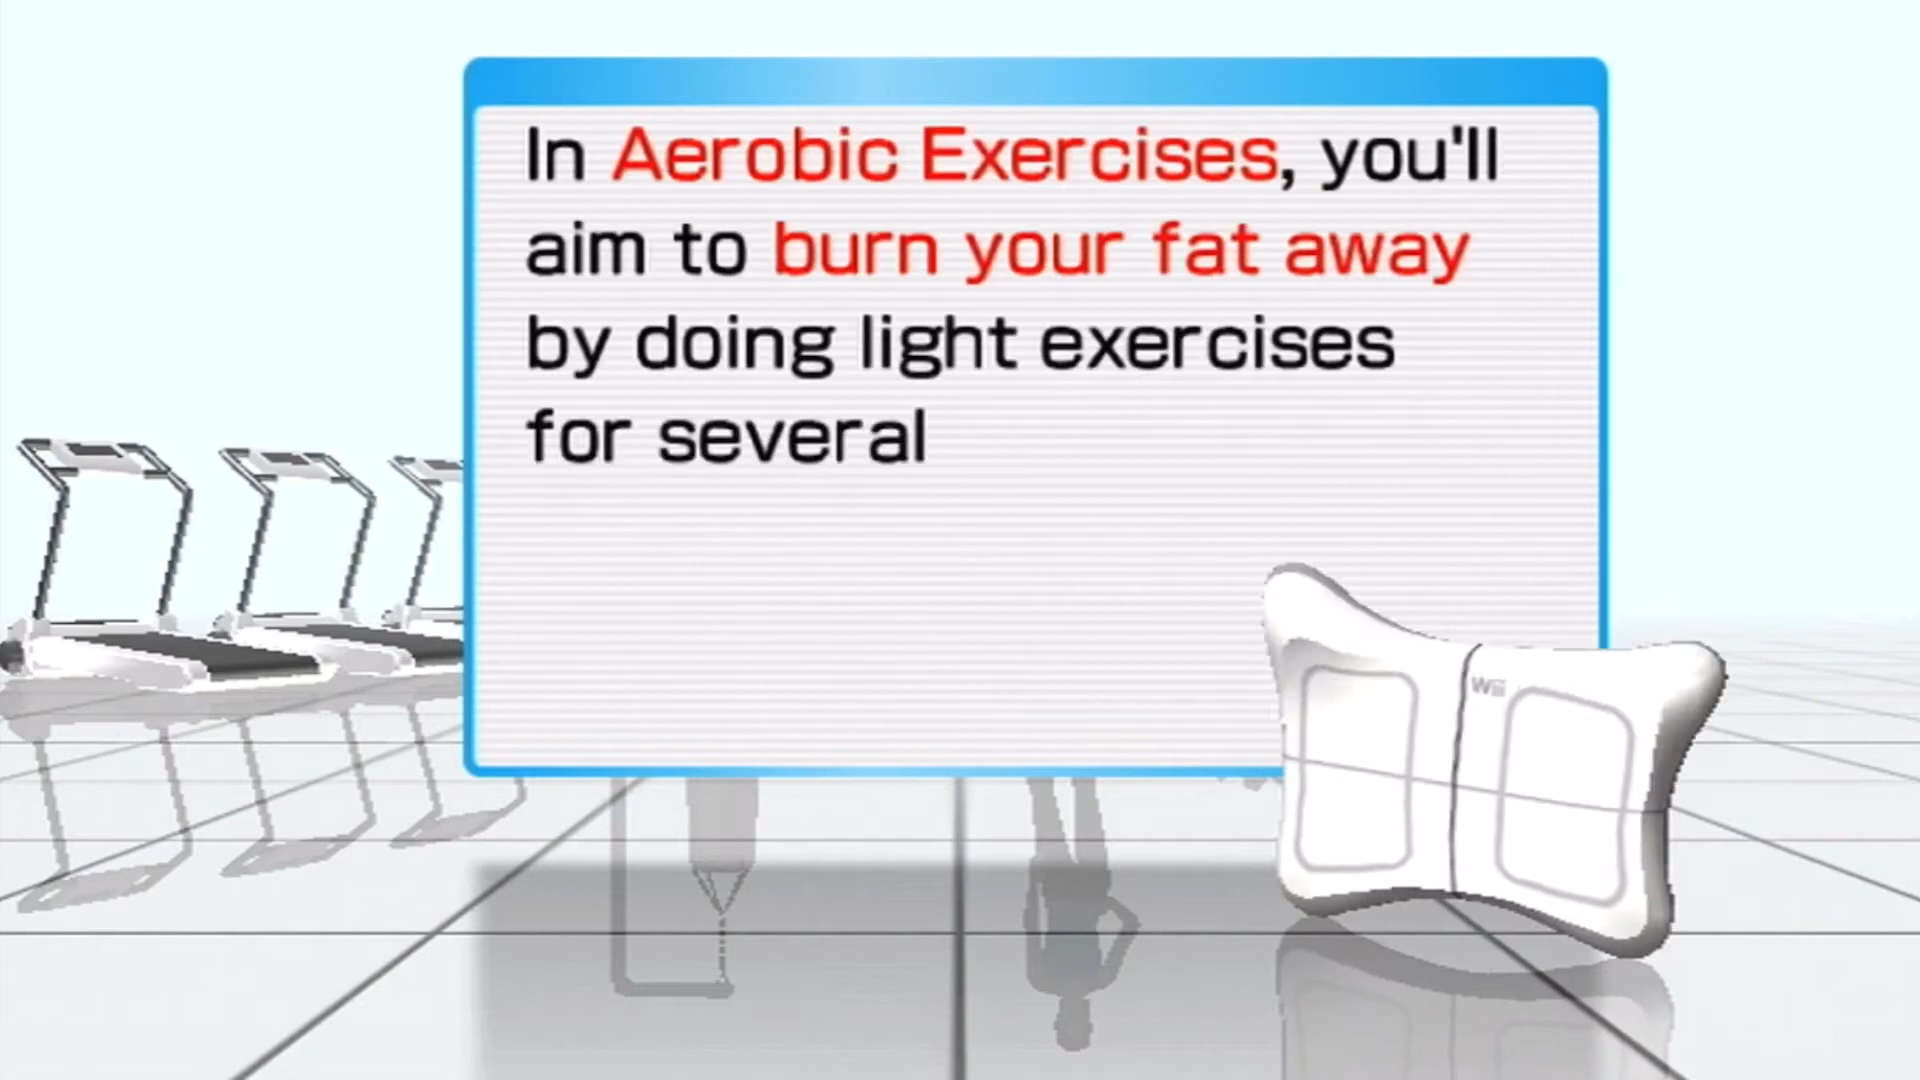 In Aerobic Exercises, you'll
aim to burn your fat away
by doing light exercises
for several
Wii